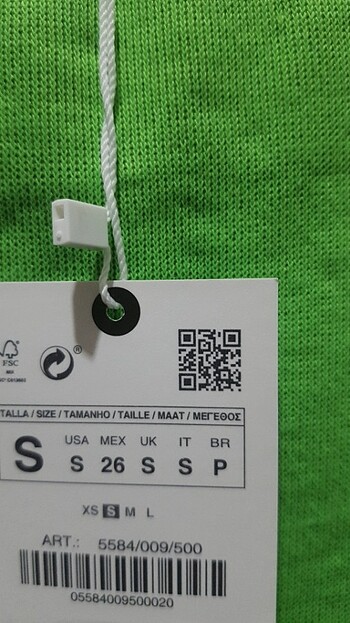 FSC
®
TALLA / SIZE / TAMANHO / TAILLE / MAAT / ΜΕΓΕΘΟΣ
S USA MEX UK IT BR
S 26 S S P
XS S M L
ART.: 5584/009/500
05584009500020